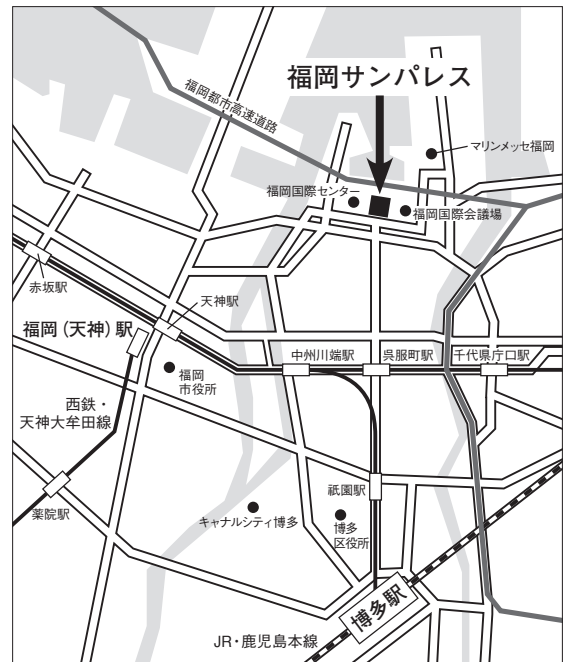 福岡サンパレス
福岡都市高速道路
マリンメッセ福岡
福岡国際センター
福岡国際会議場
赤坂駅
天神駅
福岡（天神）駅
中州川端駅
呉服町駅
千代県庁口駅
福岡
市役所
西鉄・
天神大牟田線
祇園駅
薬院駅
キャナルシティ博多
博多
区役所
博多駅
JR・鹿児島本線